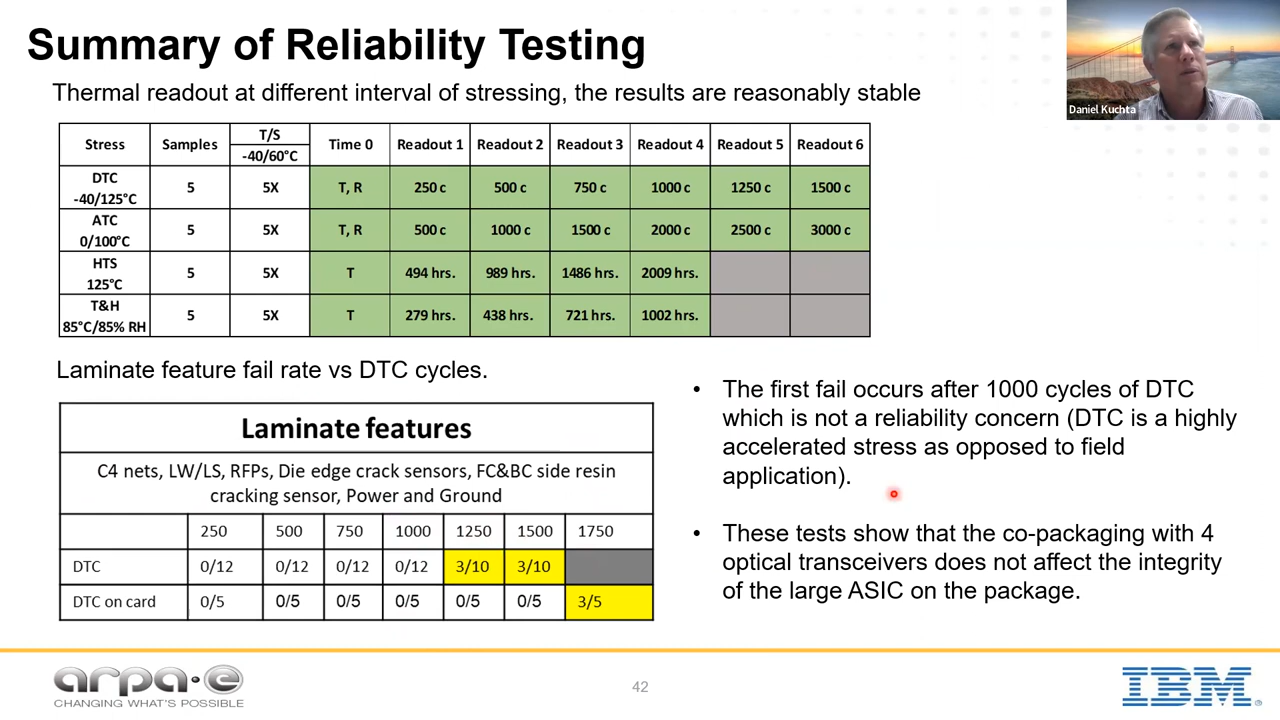 Summary of Reliability Testing
Daniel Kuchta
Thermal readout at different interval of stressing, the results are reasonably stable
Stress Samples T/S -40/60°C Time 0 Readout 1 Readout 2 Readout 3 Readout 4 Readout 5 Readout 6
DTC -40/125°C 5 5X T, R 250 c 500 c 750 c 1000 c 1250 c 1500 c
ATC 0/100°C 5 5X T, R 500 c 1000 c 1500 c 2000 c 2500 c 3000 c
HTS 125°C 5 5X T 494 hrs. 989 hrs. 1486 hrs. 2009 hrs.
T&H 85°C/85% RH 5 5X T 279 hrs. 438 hrs. 721 hrs. 1002 hrs.
Laminate feature fail rate vs DTC cycles.
Laminate features
C4 nets, LW/LS, RFPs, Die edge crack sensors, FC&BC side resin
cracking sensor, Power and Ground
250 500 750 1000 1250 1500 1750
DTC 0/12 0/12 0/12 0/12 3/10 3/10
DTC on card 0/5 0/5 0/5 0/5 0/5 0/5 3/5
• The first fail occurs after 1000 cycles of DTC
which is not a reliability concern (DTC is a highly
accelerated stress as opposed to field
application).
• These tests show that the co-packaging with 4
optical transceivers does not affect the integrity
of the large ASIC on the package.
arpa·e
CHANGING WHAT'S POSSIBLE
42
IBM®